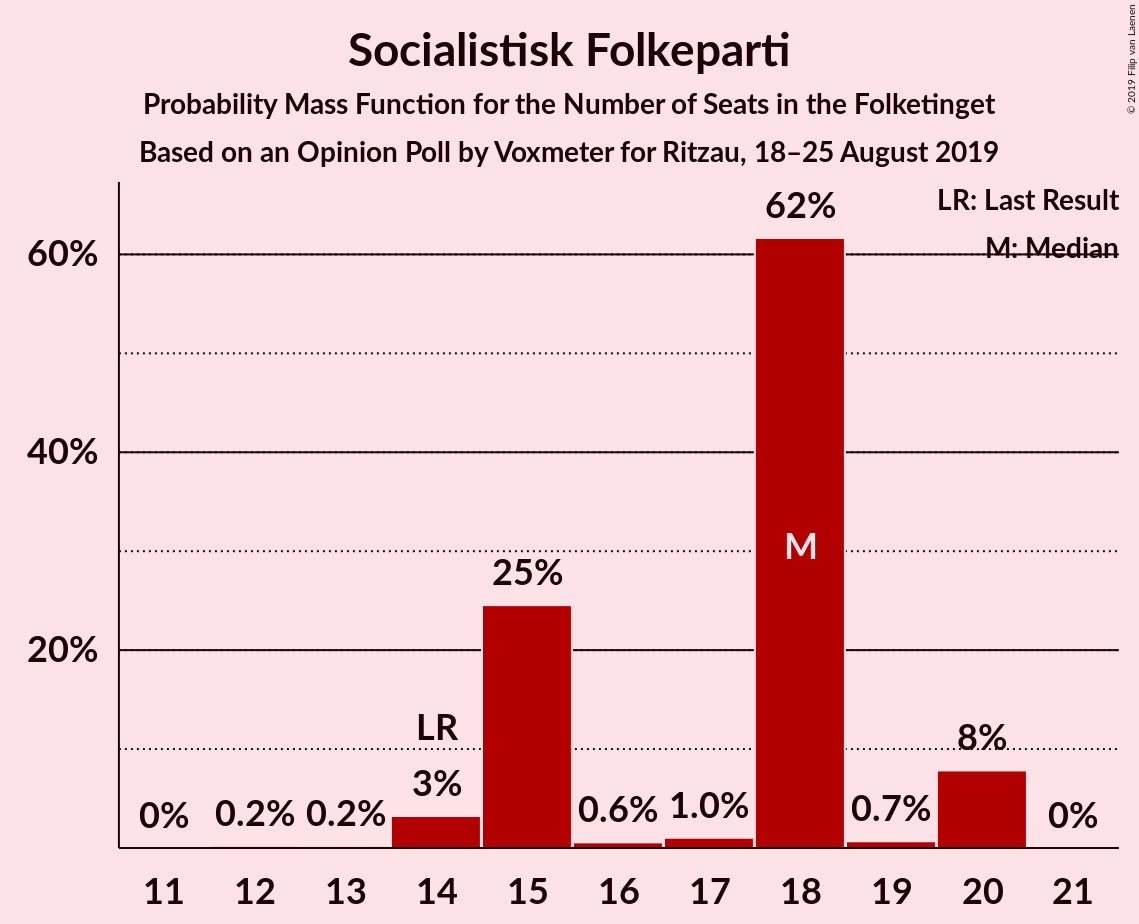 Socialistisk Folkeparti
Probability Mass Function for the Number of Seats in the Folketinget
Based on an Opinion Poll by Voxmeter for Ritzau, 18–25 August 2019
© 2019 Filip van Laenen
LR: Last Result
M: Median
60%
40%
20%
0%
0.2%
0.2%
LR
3%
25%
0.6%
1.0%
62%
M
0.7%
8%
0%
11 12 13 14 15 16 17 18 19 20 21